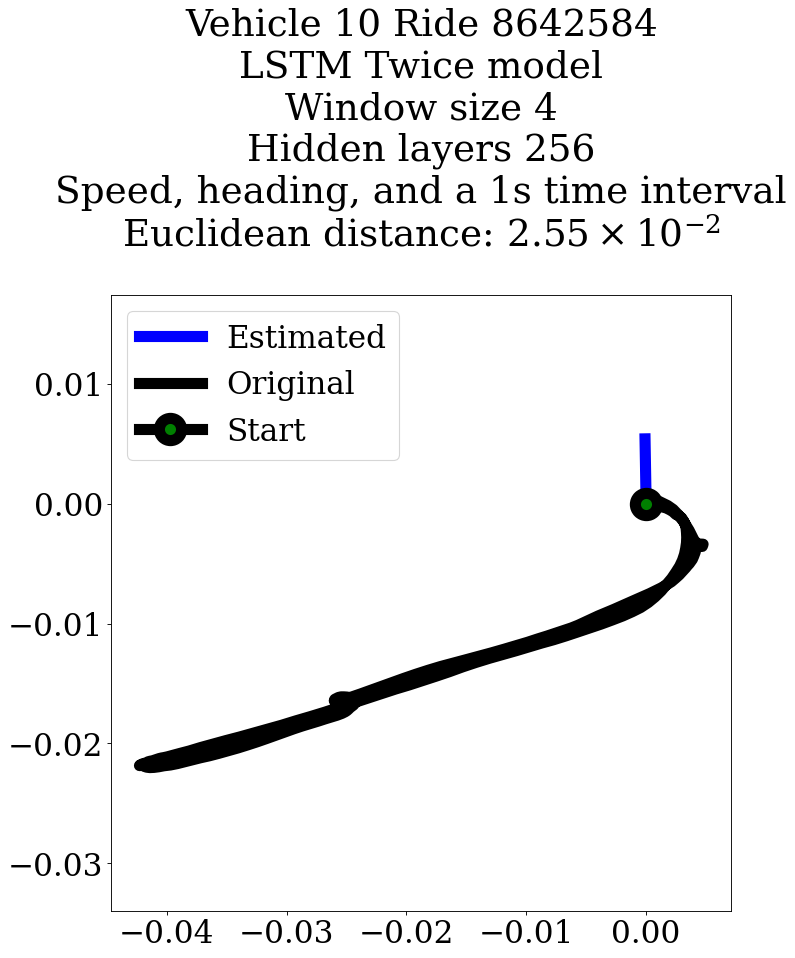 Vehicle 10 Ride 8642584
LSTM Twice model
Window size 4
Hidden layers 256
Speed, heading, and a 1s time interval
Euclidean distance: 2.55 × 10⁻²
Estimated
Original
Start
0.01
0.00
−0.01
−0.02
−0.03
−0.04 −0.03 −0.02 −0.01 0.00